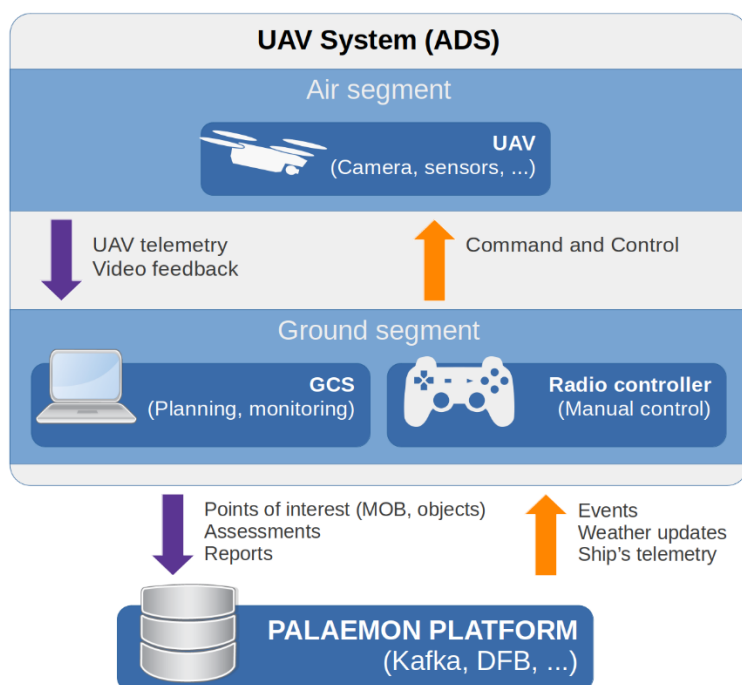 UAV System (ADS)
Air segment
UAV
(Camera, sensors, ...)
UAV telemetry
Video feedback
Command and Control
Ground segment
GCS
(Planning, monitoring)
Radio controller
(Manual control)
Points of interest (MOB, objects)
Assessments
Reports
Events
Weather updates
Ship's telemetry
PALAEMON PLATFORM
(Kafka, DFB, ...)